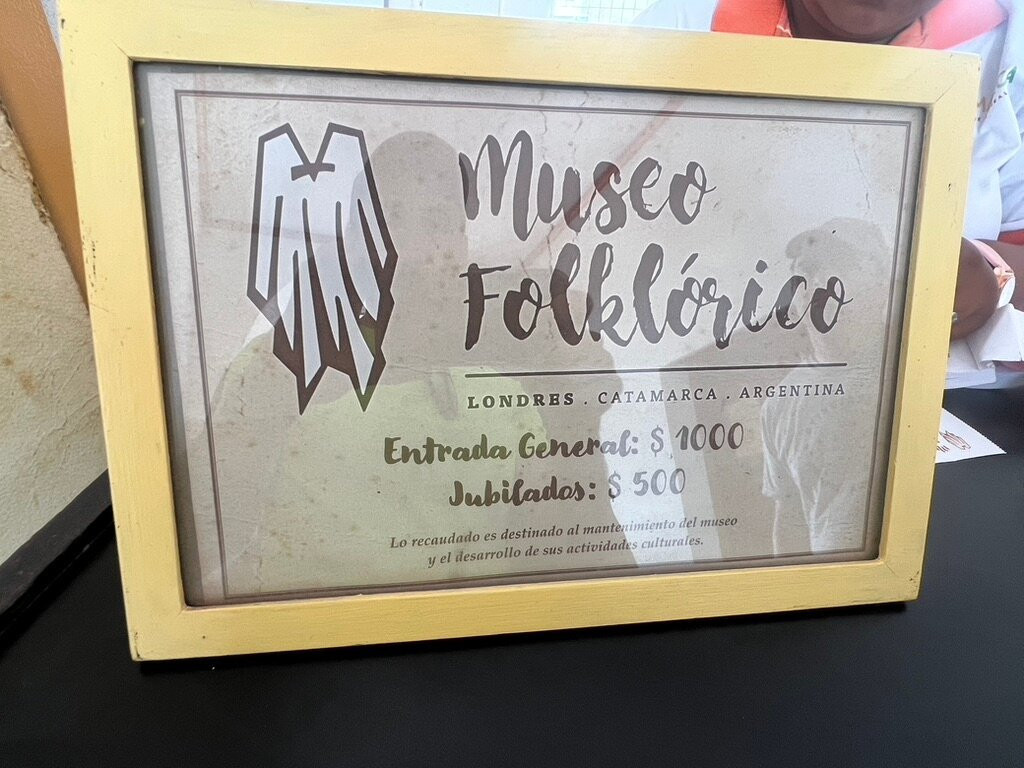 Museo
Folklórico
LONDRES . CATAMARCA . ARGENTINA
Entrada General: $ 1000
Jubilados: $ 500
Lo recaudado es destinado al mantenimiento del museo
y el desarrollo de sus actividades culturales.